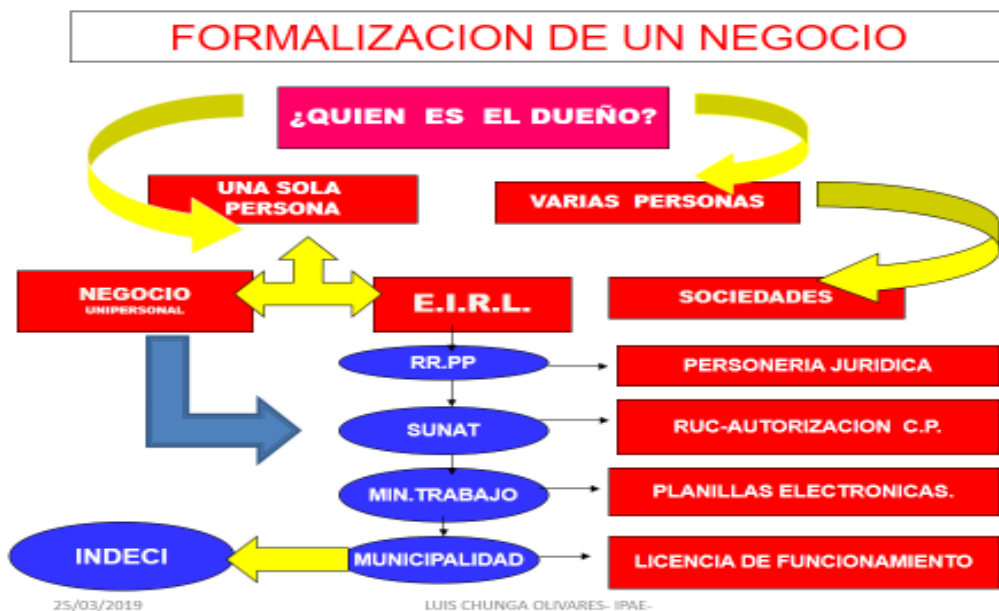 FORMALIZACION DE UN NEGOCIO
¿QUIEN ES EL DUEÑO?
UNA SOLA
PERSONA
VARIAS PERSONAS
NEGOCIO
UNIPERSONAL
E.I.R.L.
SOCIEDADES
RR.PP
PERSONERIA JURIDICA
SUNAT
RUC-AUTORIZACION C.P.
MIN.TRABAJO
PLANILLAS ELECTRONICAS.
INDECI
MUNICIPALIDAD
LICENCIA DE FUNCIONAMIENTO
25/03/2019
LUIS CHUNGA OLIVARES- IPAE-